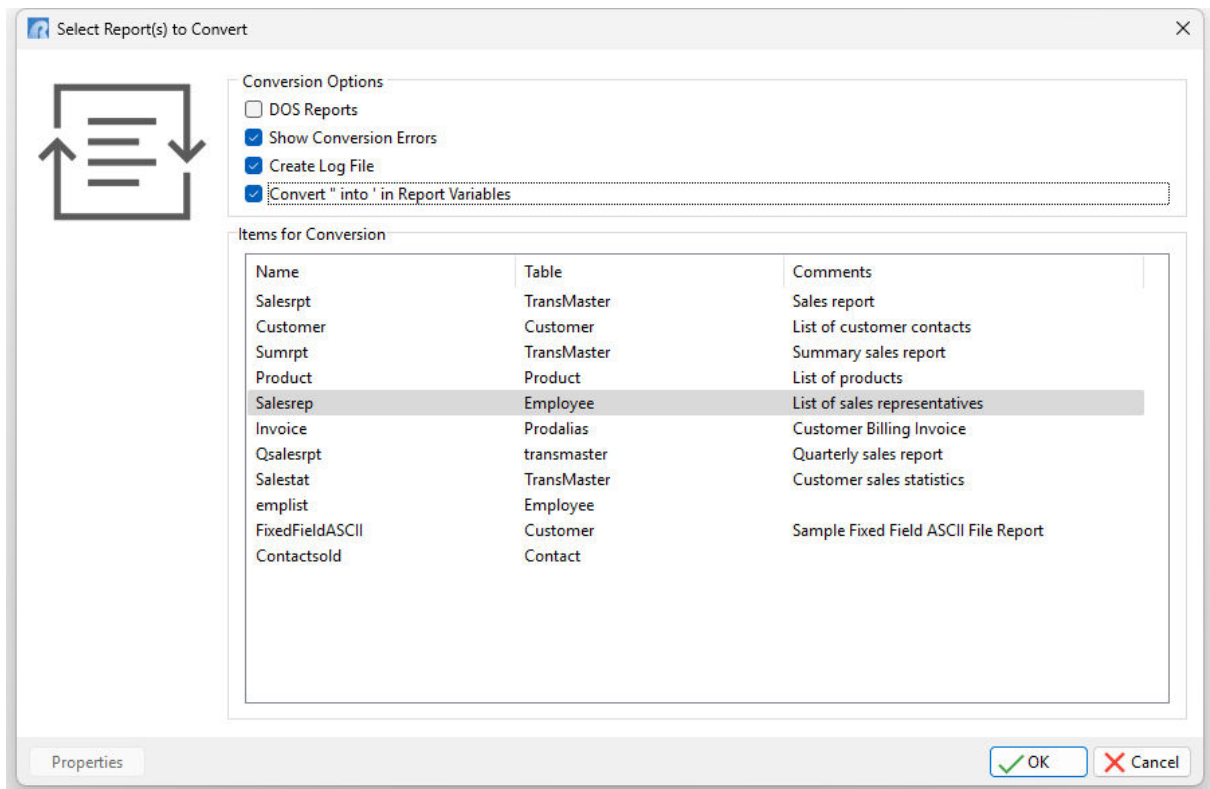 Select Report(s) to Convert
Conversion Options
DOS Reports
Show Conversion Errors
Create Log File
Convert " into ' in Report Variables
Items for Conversion
Name Table Comments
Salesrpt TransMaster Sales report
Customer Customer List of customer contacts
Sumrpt TransMaster Summary sales report
Product Product List of products
Salesrep Employee List of sales representatives
Invoice Prodalias Customer Billing Invoice
Qsalesrpt transmaster Quarterly sales report
Salestat TransMaster Customer sales statistics
emplist Employee
FixedFieldASCII Customer Sample Fixed Field ASCII File Report
Contactsold Contact
Properties OK Cancel